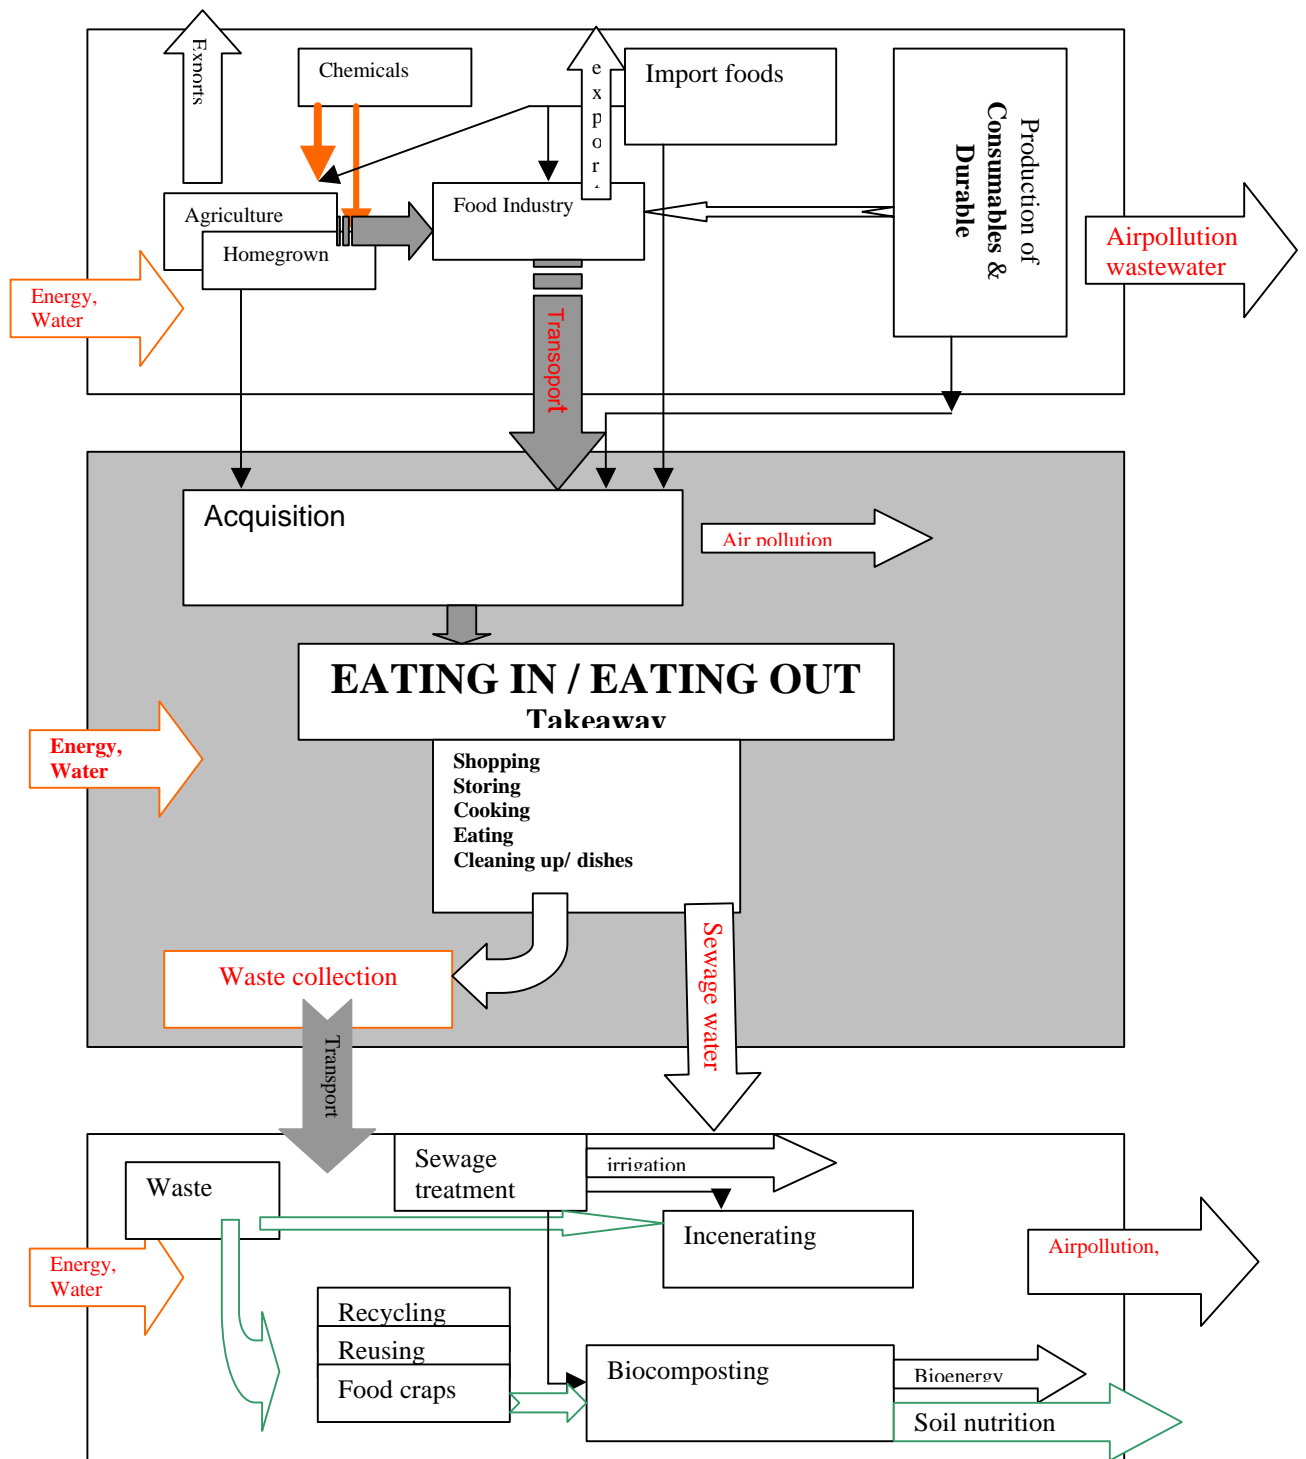 Exports
Chemicals
export
Import foods
Production of
Consumables &
Durable
Agriculture
Homegrown
Food Industry
Airpollution
wastewater
Energy,
Water
Transoport
Acquisition
Air pollution
EATING IN / EATING OUT
Takeaway
Energy,
Water
Shopping
Storing
Cooking
Eating
Cleaning up/ dishes
Sewage water
Waste collection
Transport
Sewage
treatment
irrigation
Waste
Incenerating
Energy,
Water
Airpollution,
Recycling
Reusing
Food craps
Biocomposting
Bioenergy
Soil nutrition